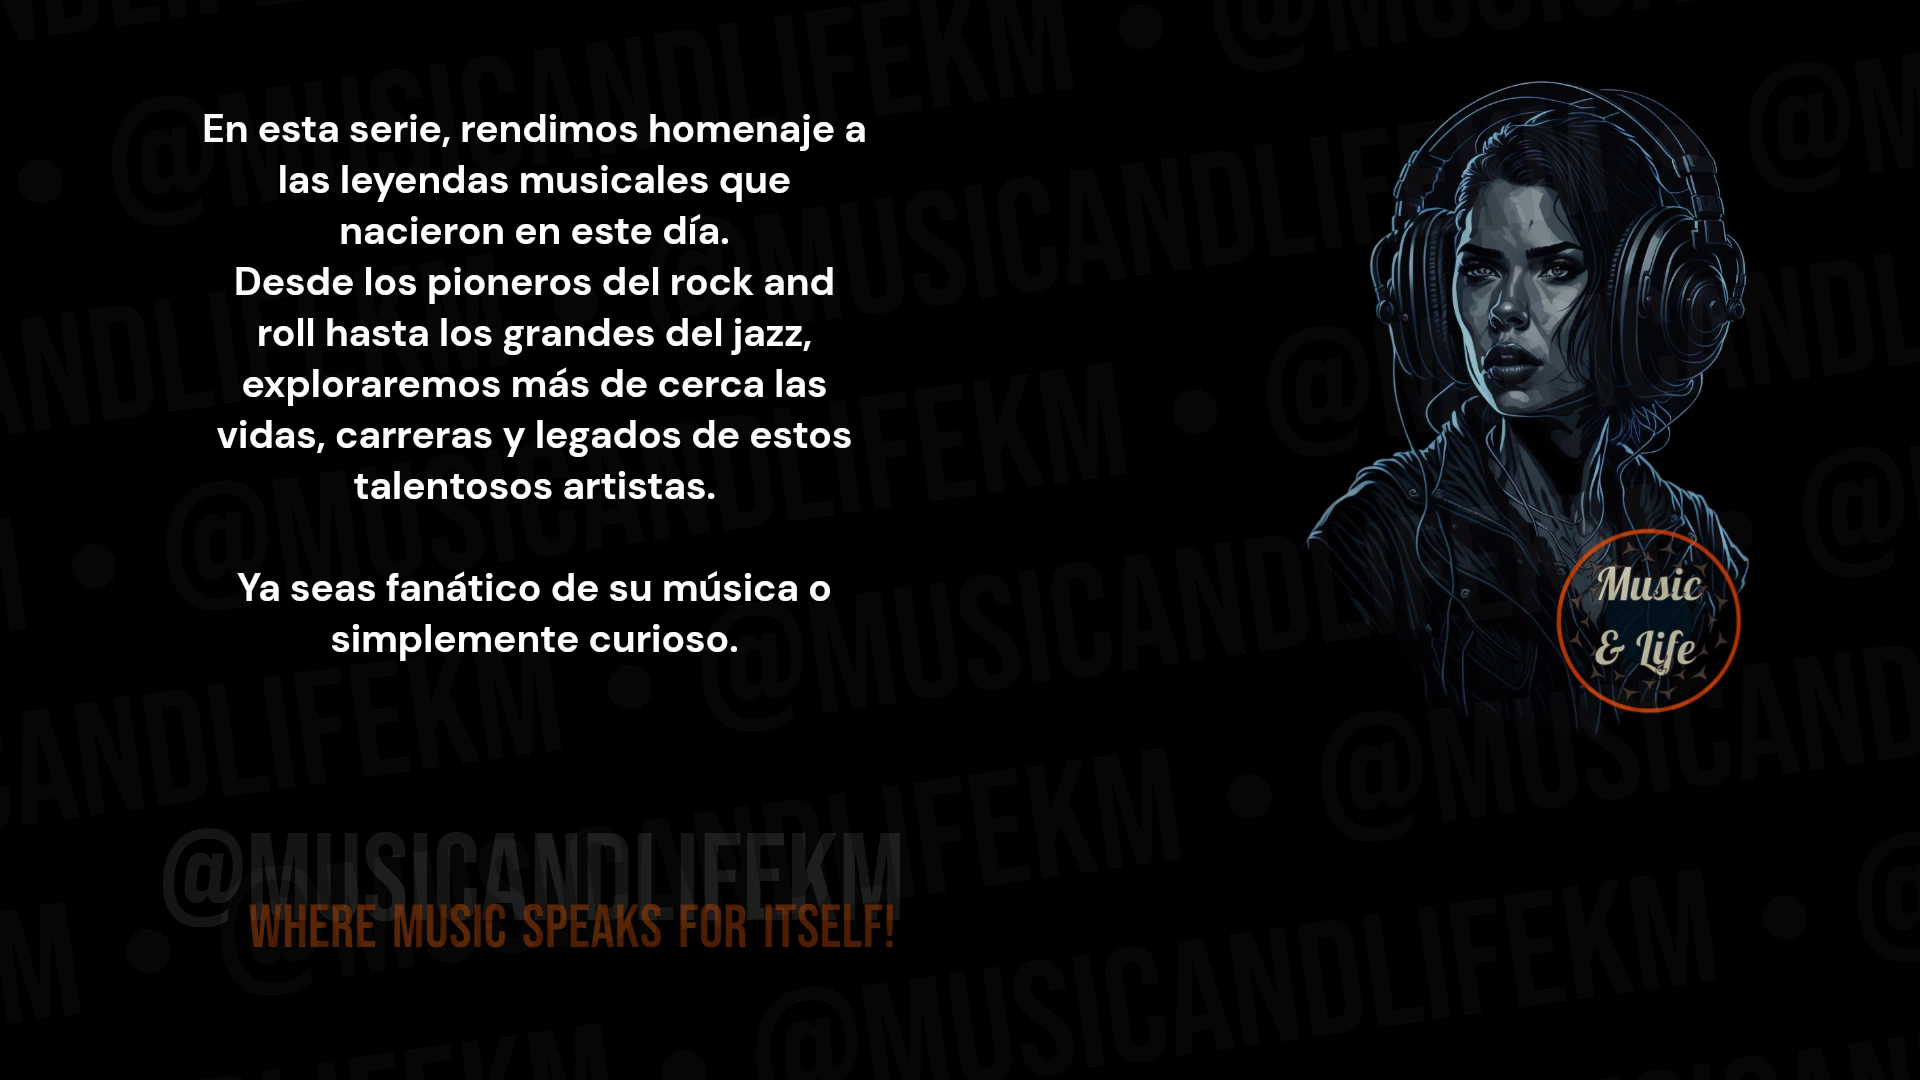 En esta serie, rendimos homenaje a
las leyendas musicales que
nacieron en este día.
Desde los pioneros del rock and
roll hasta los grandes del jazz,
exploraremos más de cerca las
vidas, carreras y legados de estos
talentosos artistas.
Ya seas fanático de su música o
simplemente curioso.
Music
& Life
@MUSICANDLIFEKM
WHERE MUSIC SPEAKS FOR ITSELF!